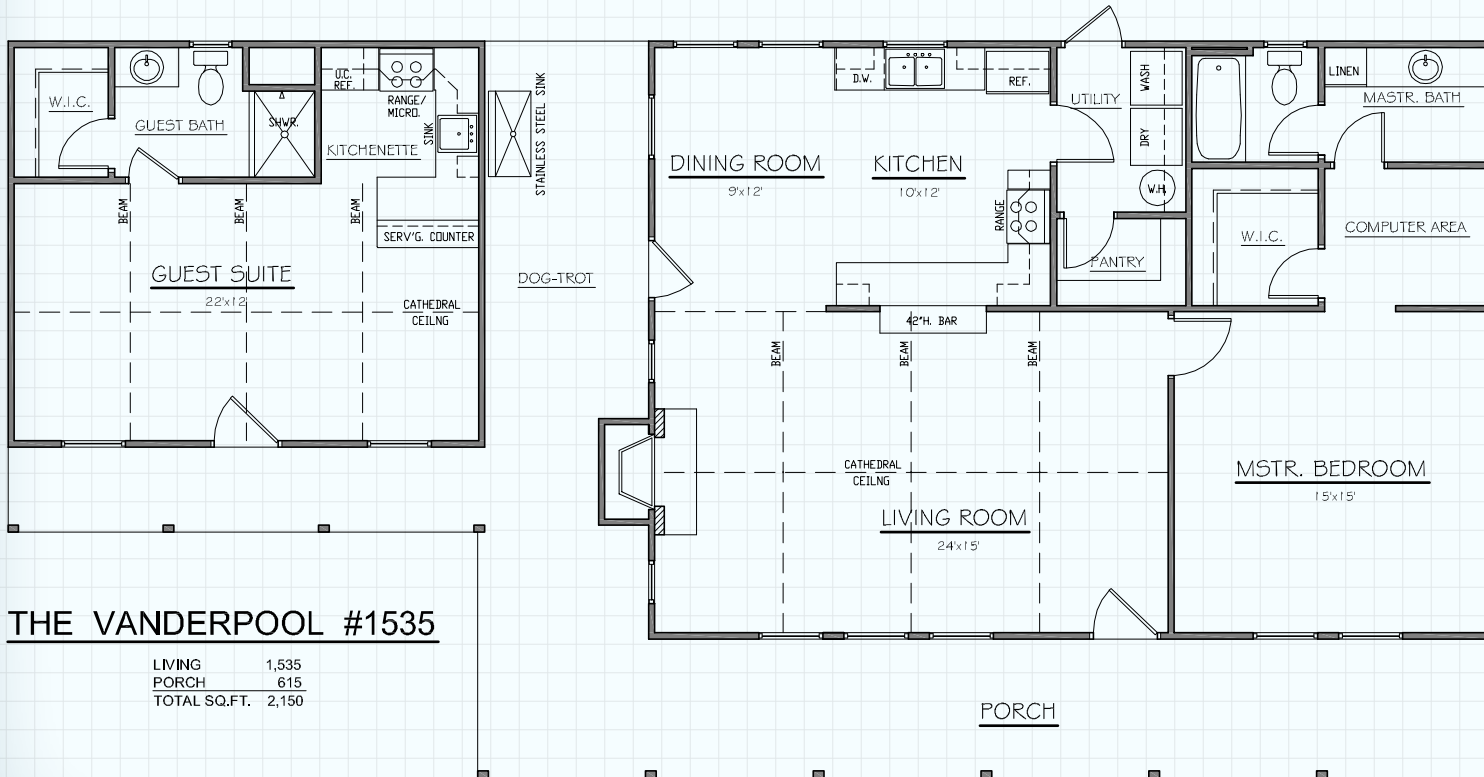 W.I.C.
GUEST BATH
SHWR.
U.C.
REF.
RANGE/
MICRO.
SINK
KITCHENETTE
STAINLESS STEEL SINK
BEAM
BEAM
BEAM
SERV'G. COUNTER
GUEST SUITE
22'x12
CATHEDRAL
CEILNG
DOG-TROT
D.W.
REF.
UTILITY
WASH
DRY
W.H.
LINEN
MASTR. BATH
DINING ROOM
9'x12'
KITCHEN
10'x12'
RANGE
PANTRY
W.I.C.
COMPUTER AREA
42"H. BAR
BEAM
BEAM
BEAM
CATHEDRAL
CEILNG
LIVING ROOM
24'x15'
MSTR. BEDROOM
15'x15'
THE VANDERPOOL #1535
LIVING 1,535
PORCH 615
TOTAL SQ.FT. 2,150
PORCH